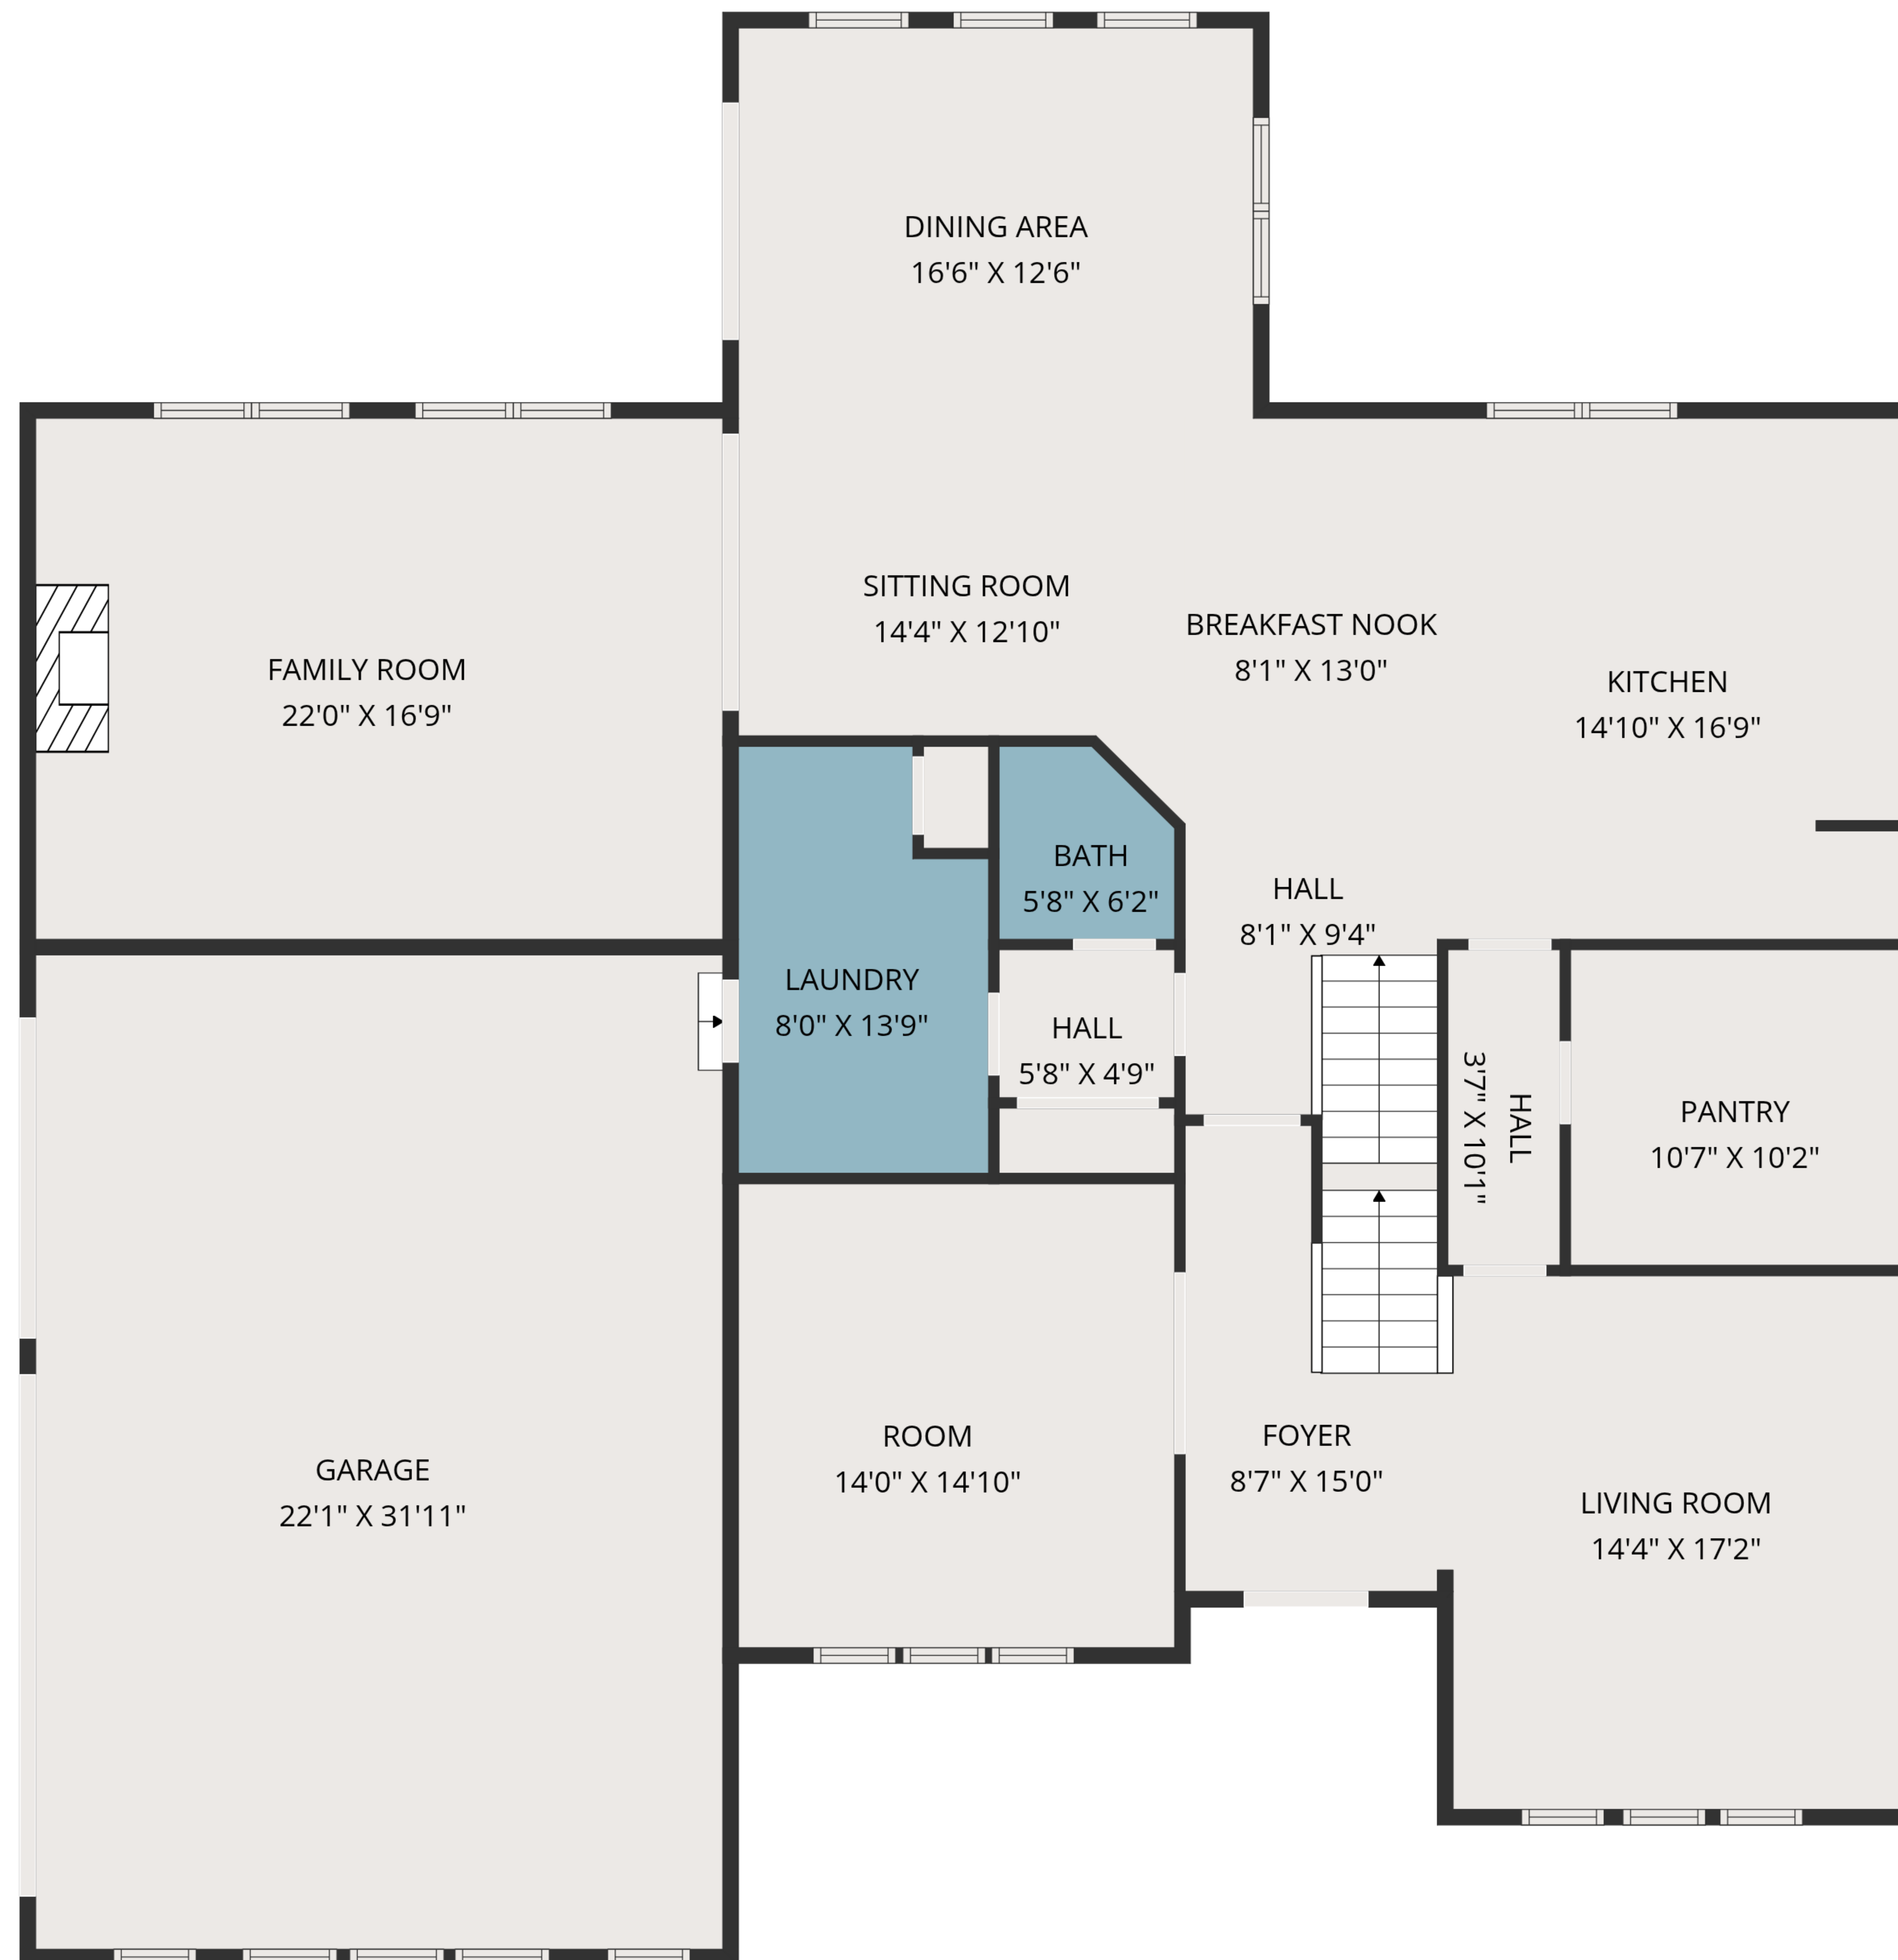 DINING AREA
16'6" X 12'6"
SITTING ROOM
14'4" X 12'10"
BREAKFAST NOOK
8'1" X 13'0"
FAMILY ROOM
22'0" X 16'9"
KITCHEN
14'10" X 16'9"
BATH
5'8" X 6'2"
HALL
8'1" X 9'4"
LAUNDRY
8'0" X 13'9"
HALL
5'8" X 4'9"
HALL
3'7" X 10'1"
PANTRY
10'7" X 10'2"
ROOM
14'0" X 14'10"
FOYER
8'7" X 15'0"
GARAGE
22'1" X 31'11"
LIVING ROOM
14'4" X 17'2"